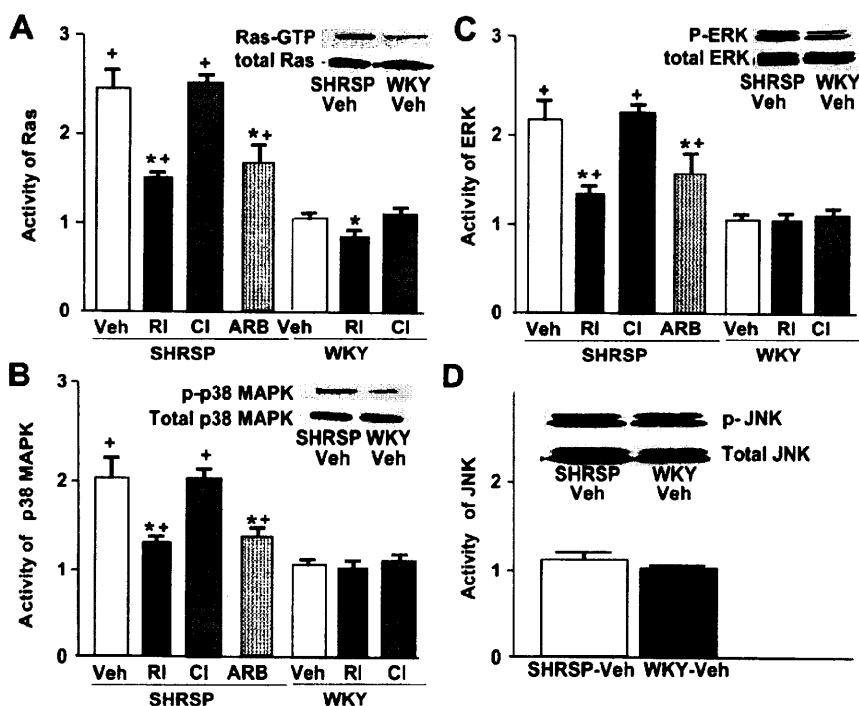 A
Activity of Ras
3
2
1
0
+
*+
+
*+
*
Ras-GTP
total Ras
SHRSP WKY
Veh Veh
Veh RI CI ARB Veh RI CI
SHRSP WKY
C
Activity of ERK
3
2
1
0
+
*+
+
*+
P-ERK
total ERK
SHRSP WKY
Veh Veh
Veh RI CI ARB Veh RI CI
SHRSP WKY
B
Activity of p38 MAPK
3
2
1
0
+
*+
+
*+
p-p38 MAPK
Total p38 MAPK
SHRSP WKY
Veh Veh
Veh RI CI ARB Veh RI CI
SHRSP WKY
D
Activity of JNK
3
2
1
0
p-JNK
Total JNK
SHRSP WKY
Veh Veh
SHRSP-Veh WKY-Veh